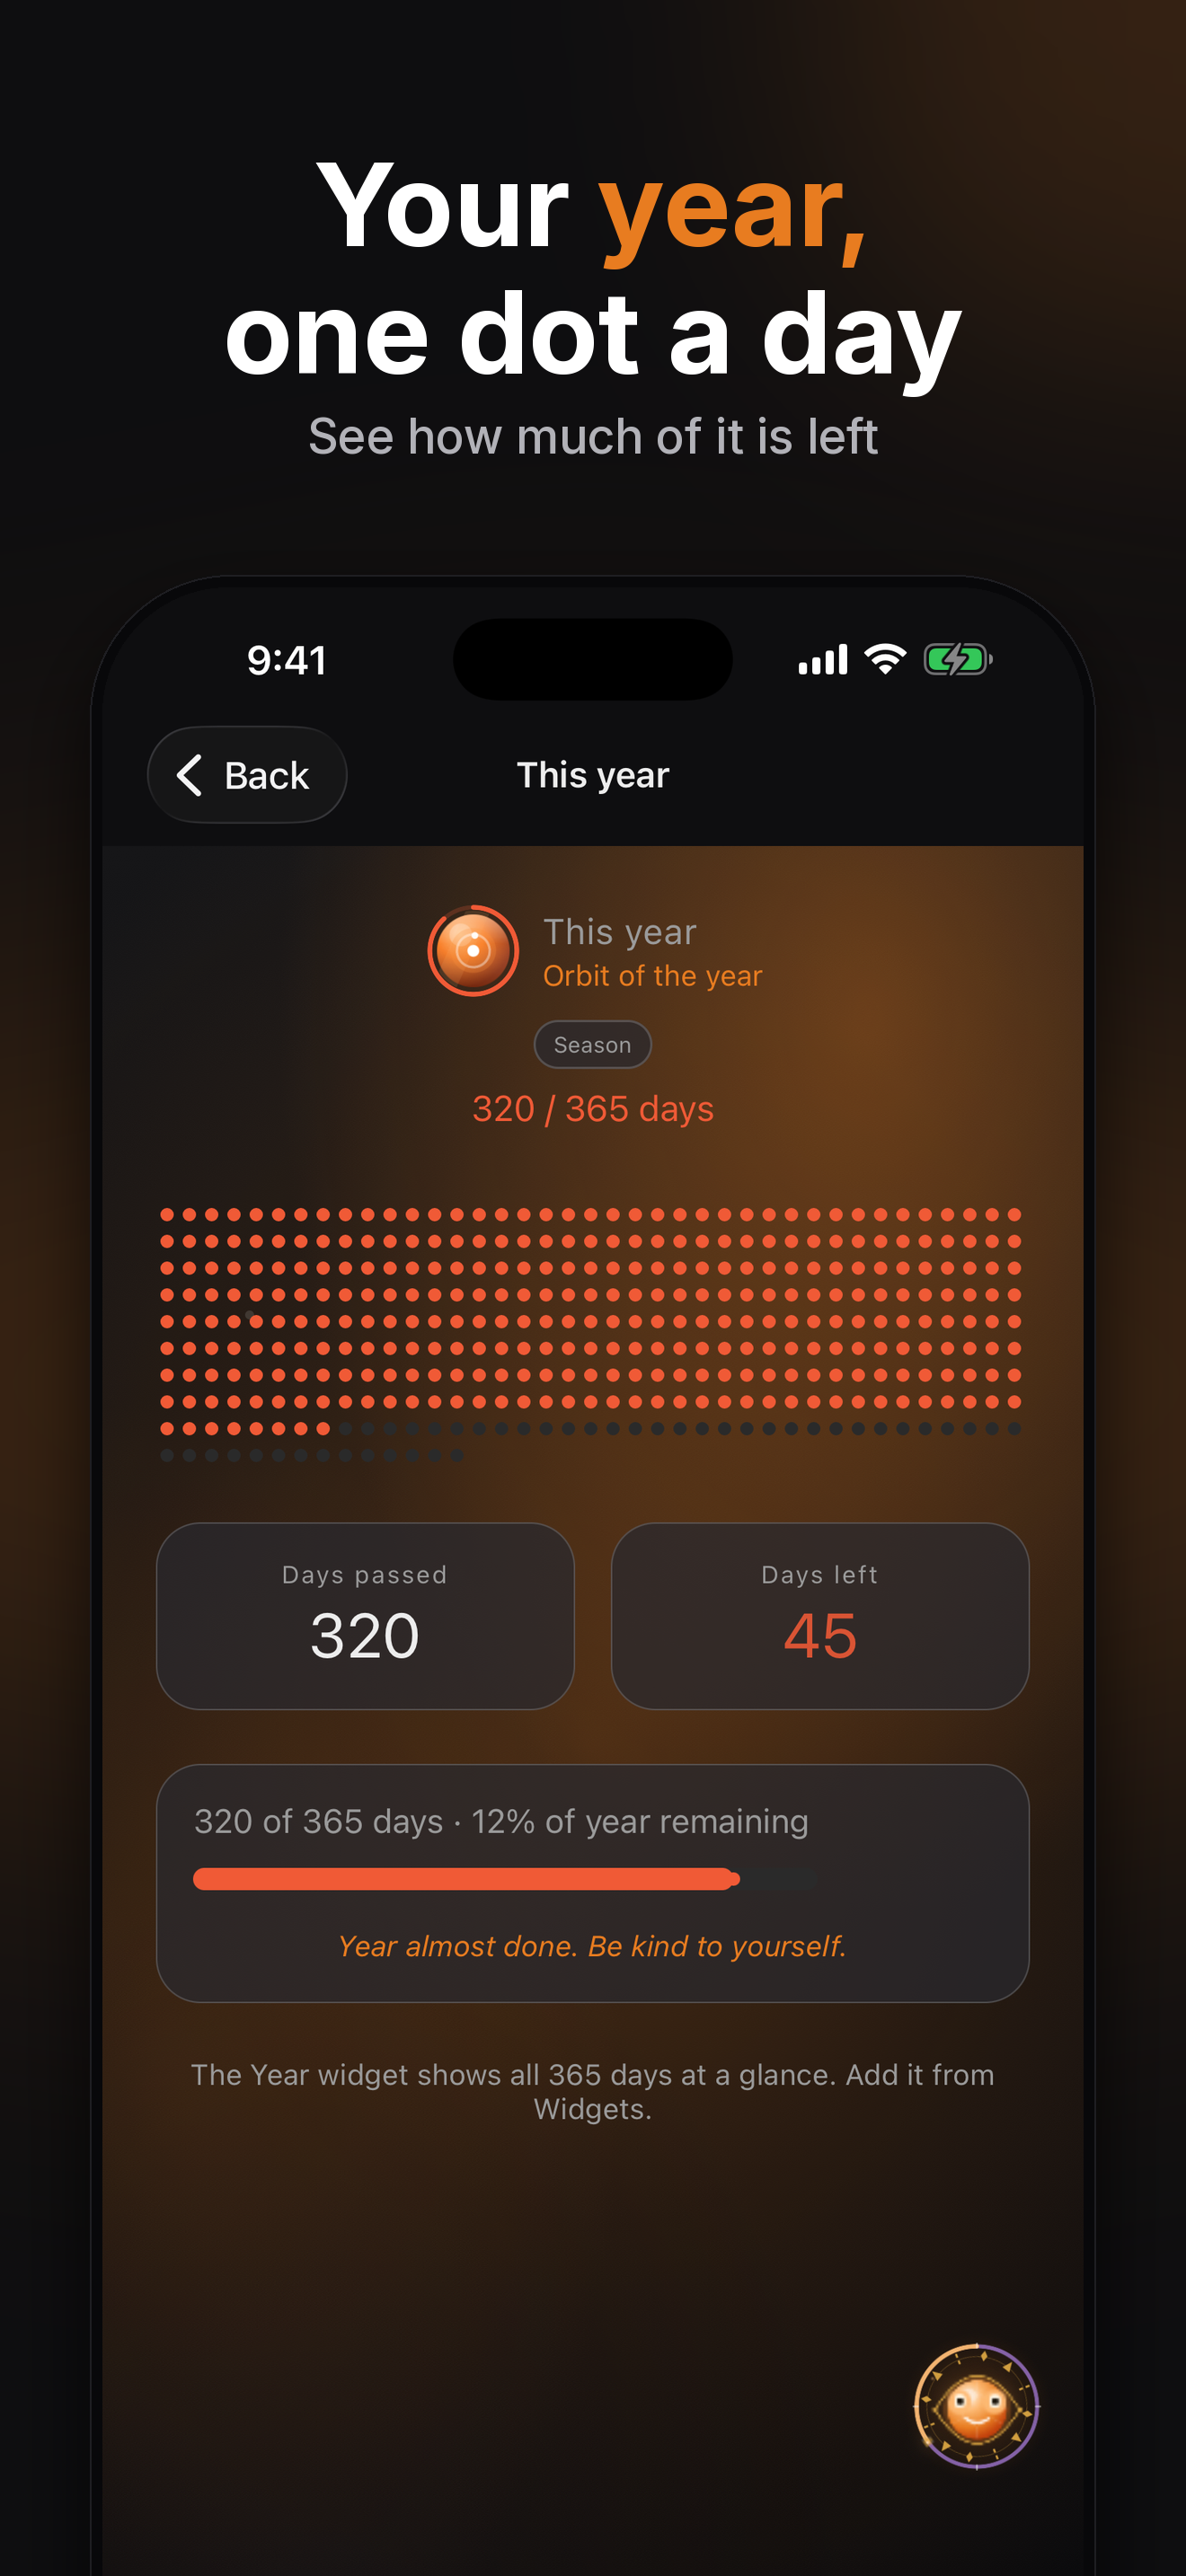 Your year,
one dot a day
See how much of it is left
9:41
Back
This year
This year
Orbit of the year
Season
320 / 365 days
Days passed
320
Days left
45
320 of 365 days · 12% of year remaining
Year almost done. Be kind to yourself.
The Year widget shows all 365 days at a glance. Add it from
Widgets.